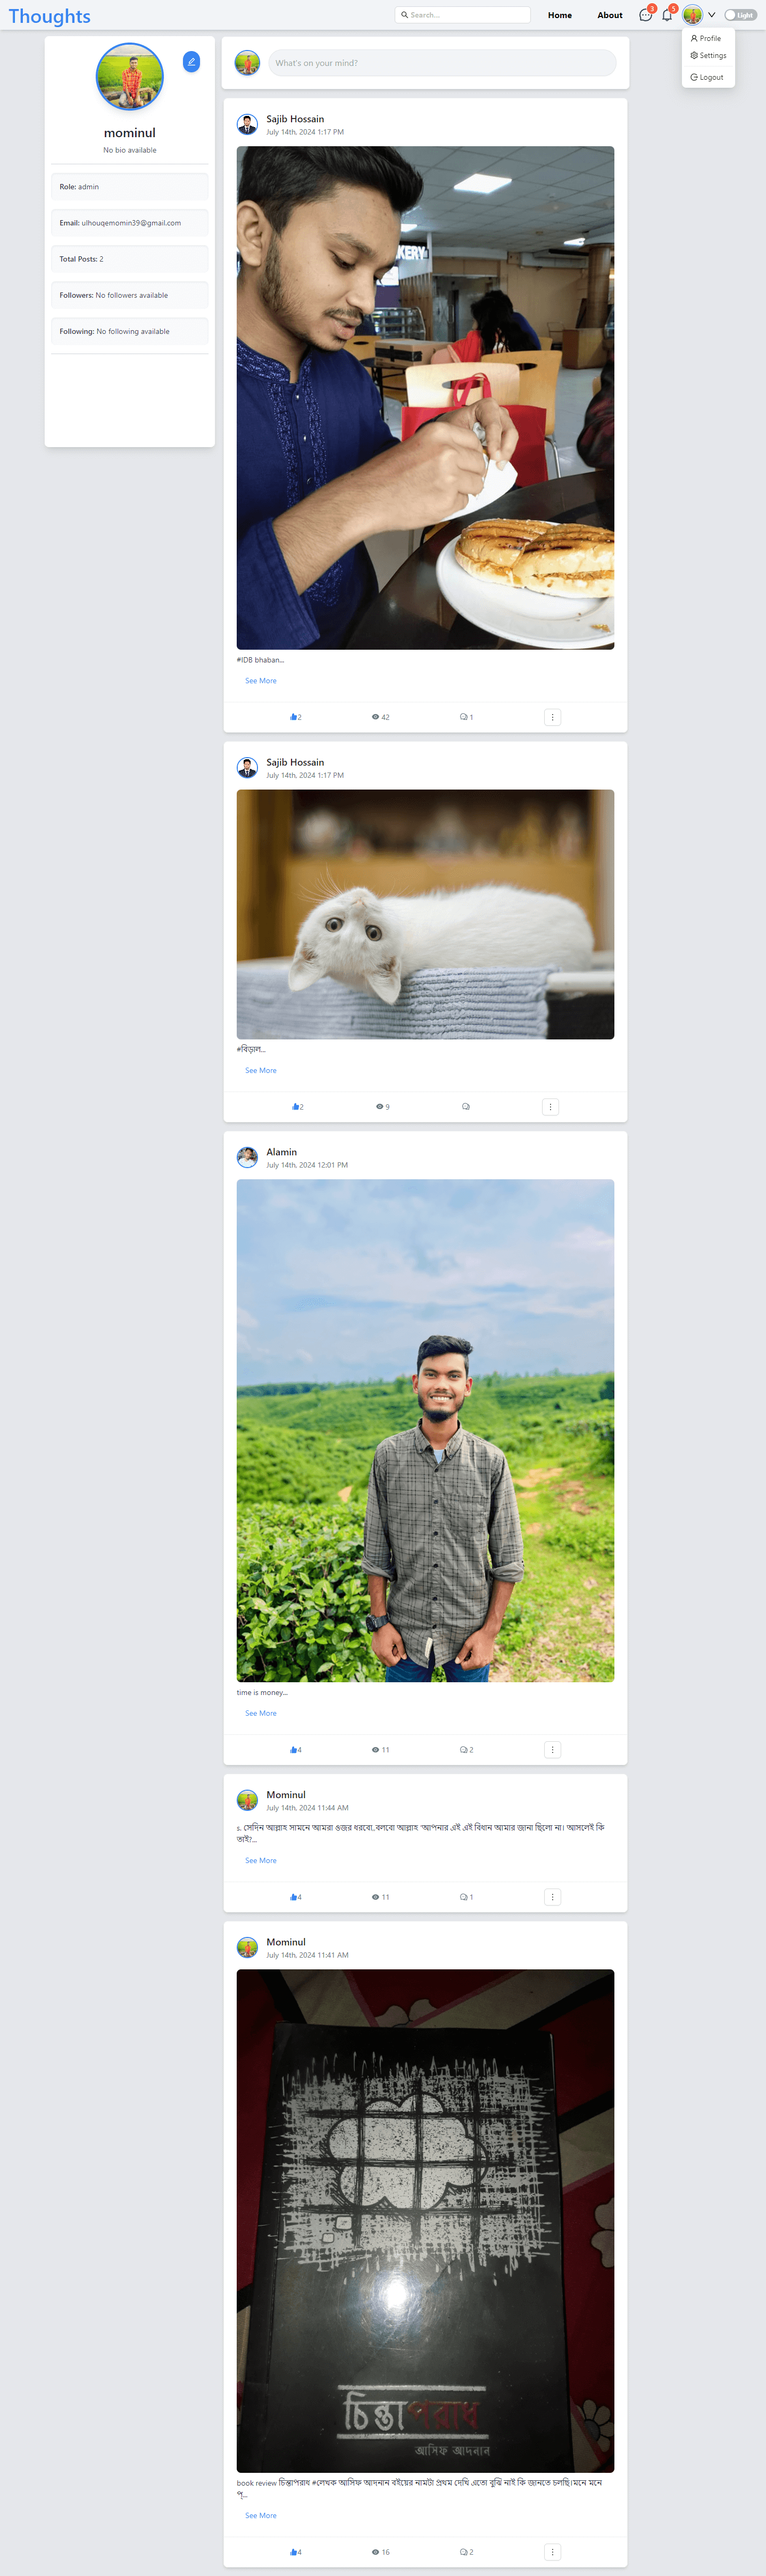 Thoughts
Search...
Home
About
3
5
Light
Profile
Settings
Logout
mominul
No bio available
Role: admin
Email: ulhouqemomin39@gmail.com
Total Posts: 2
Followers: No followers available
Following: No following available
What's on your mind?
Sajib Hossain
July 14th, 2024 1:17 PM
KERY
#IDB bhaban...
See More
2
42
1
Sajib Hossain
July 14th, 2024 1:17 PM
#বিড়াল...
See More
2
9
Alamin
July 14th, 2024 12:01 PM
time is money...
See More
4
11
2
Mominul
July 14th, 2024 11:44 AM
১. সেদিন আল্লাহ সামনে আমরা ওজর ধরবো,.বলবো আল্লাহ 'আপনার এই এই বিধান আমার জানা ছিলো না। আসলেই কি
তাই?...
See More
4
11
1
Mominul
July 14th, 2024 11:41 AM
চিন্তাপরাধ
আসিফ আদনান
book review চিন্তাপরাধ #লেখক আসিফ আদনান বইয়ের নামটা প্রথম দেখি এতো বুঝি নাই কি জানতে চলছি।মনে মনে
প্...
See More
4
16
2